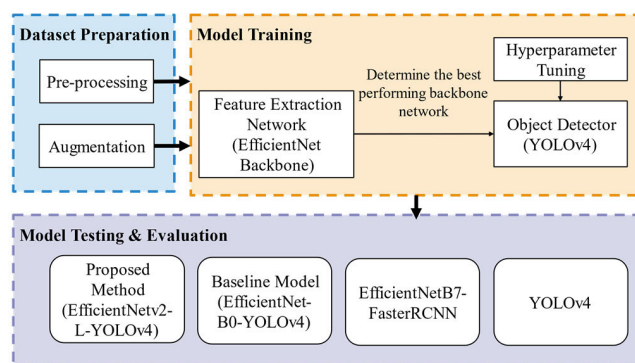 Dataset Preparation
Pre-processing
Augmentation
Model Training
Feature Extraction
Network
(EfficientNet
Backbone)
Determine the best
performing backbone
network
Hyperparameter
Tuning
Object Detector
(YOLOv4)
Model Testing & Evaluation
Proposed
Method
(EfficientNetv2-
L-YOLOv4)
Baseline Model
(EfficientNet-
B0-YOLOv4)
EfficientNetB7-
FasterRCNN
YOLOv4